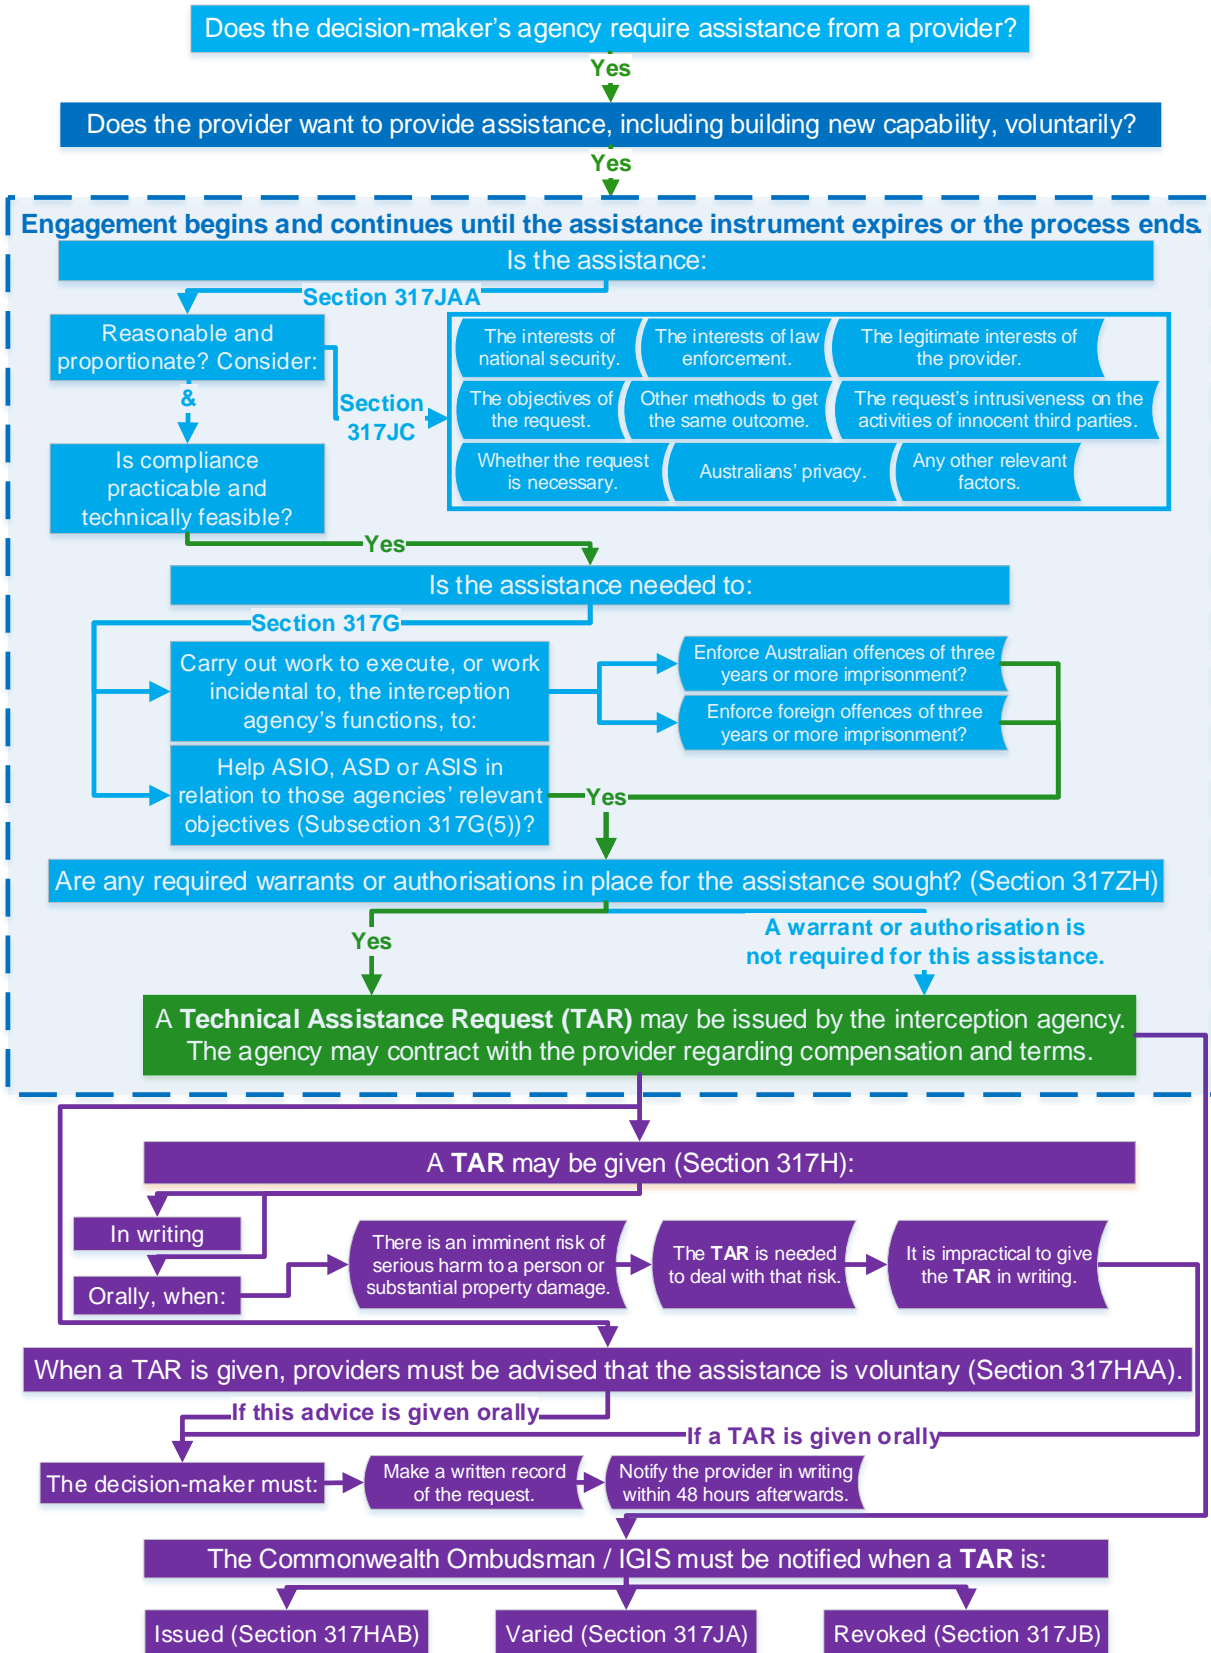 Does the decision-maker's agency require assistance from a provider?
Yes
Does the provider want to provide assistance, including building new capability, voluntarily?
Yes
Engagement begins and continues until the assistance instrument expires or the process ends.
Is the assistance:
Section 317JAA
Reasonable and
proportionate? Consider:
&
Section
317JC
The interests of
national security.
The interests of law
enforcement.
The legitimate interests of
the provider.
The objectives of
the request.
Other methods to get
the same outcome.
The request's intrusiveness on the
activities of innocent third parties.
Whether the request
is necessary.
Australians' privacy.
Any other relevant
factors.
Is compliance
practicable and
technically feasible?
Yes
Is the assistance needed to:
Section 317G
Carry out work to execute, or work
incidental to, the interception
agency's functions, to:
Enforce Australian offences of three
years or more imprisonment?
Enforce foreign offences of three
years or more imprisonment?
Help ASIO, ASD or ASIS in
relation to those agencies' relevant
objectives (Subsection 317G(5))?
Yes
Are any required warrants or authorisations in place for the assistance sought? (Section 317ZH)
Yes
A warrant or authorisation is
not required for this assistance.
A Technical Assistance Request (TAR) may be issued by the interception agency.
The agency may contract with the provider regarding compensation and terms.
A TAR may be given (Section 317H):
In writing
Orally, when:
There is an imminent risk of
serious harm to a person or
substantial property damage.
The TAR is needed
to deal with that risk.
It is impractical to give
the TAR in writing.
When a TAR is given, providers must be advised that the assistance is voluntary (Section 317HAA).
If this advice is given orally
If a TAR is given orally
The decision-maker must:
Make a written record
of the request.
Notify the provider in writing
within 48 hours afterwards.
The Commonwealth Ombudsman / IGIS must be notified when a TAR is:
Issued (Section 317HAB)
Varied (Section 317JA)
Revoked (Section 317JB)